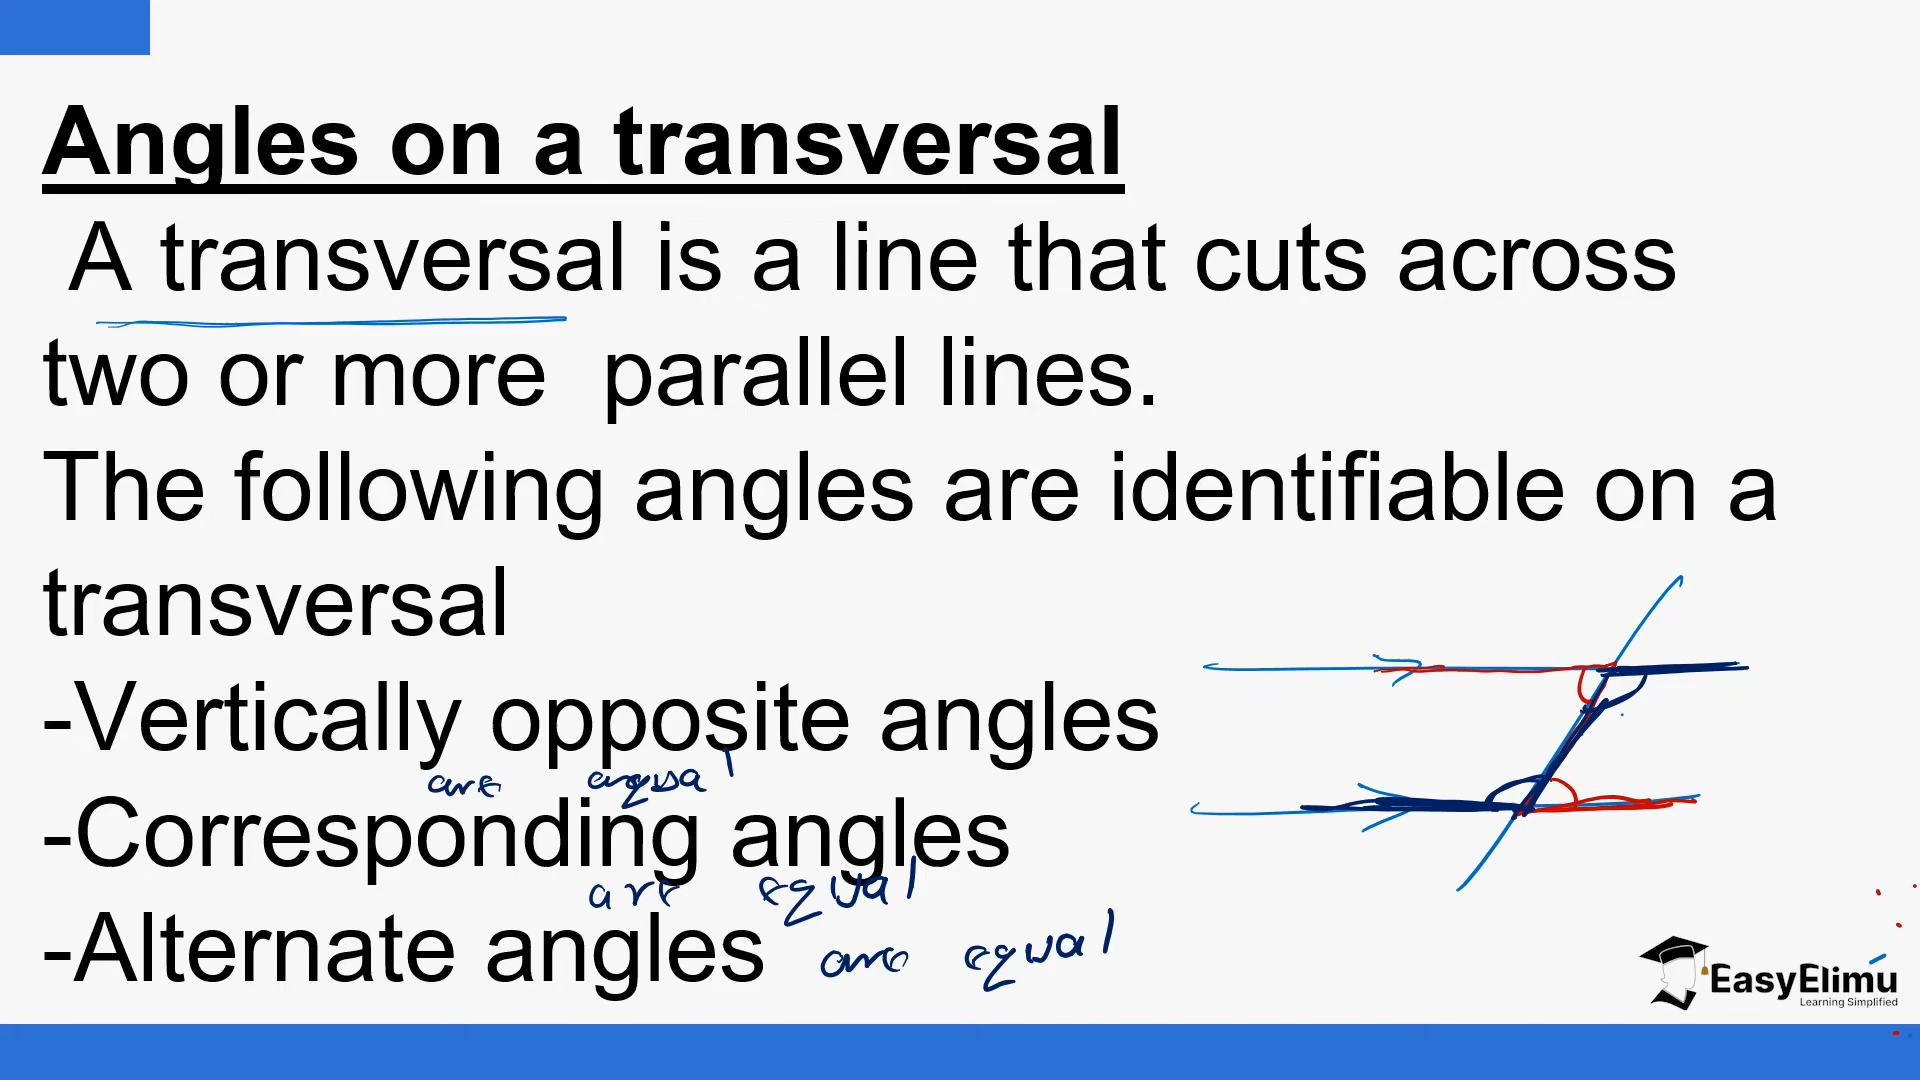 Angles on a transversal
A transversal is a line that cuts across
two or more parallel lines.
The following angles are identifiable on a
transversal
-Vertically opposite angles
are equal
-Corresponding angles
are equal
-Alternate angles are equal
EasyElimu
Learning Simplified